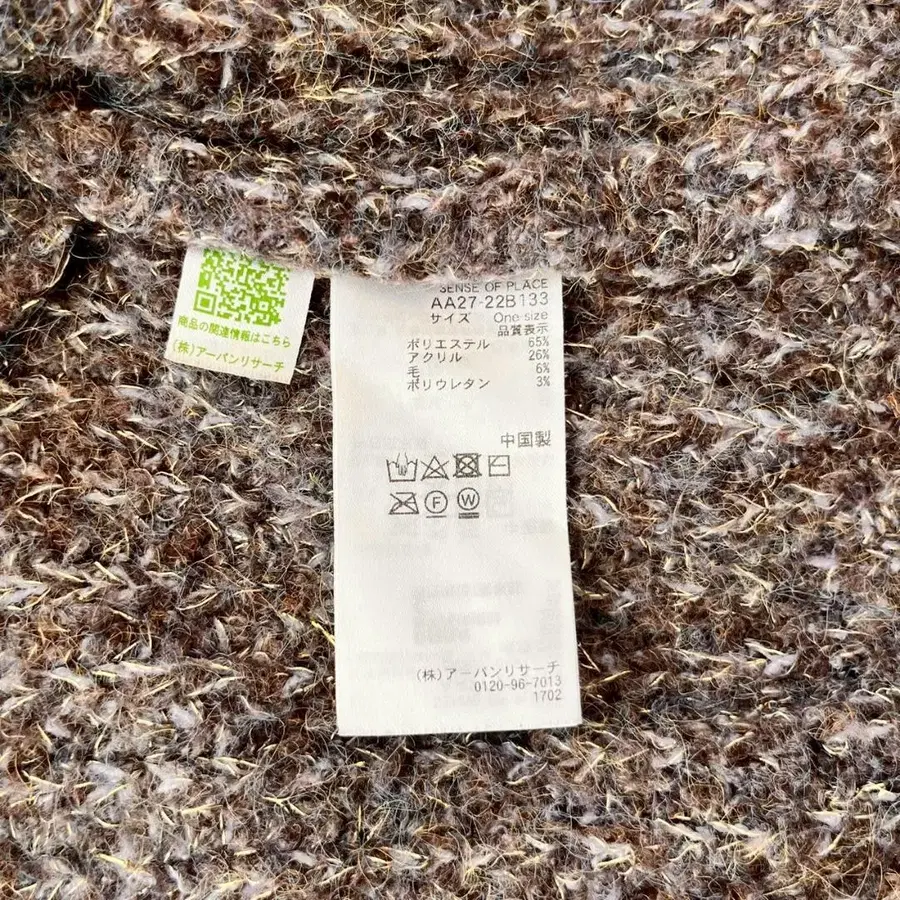 商品の関連情報はこちら
(株)アーバンリサーチ
SENSE OF PLACE
AA27-22B133
サイズ One size
品質表示
ポリエステル 65%
アクリル 26%
毛 6%
ポリウレタン 3%
中国製
F W
(株)アーバンリサーチ
0120-96-7013
1702